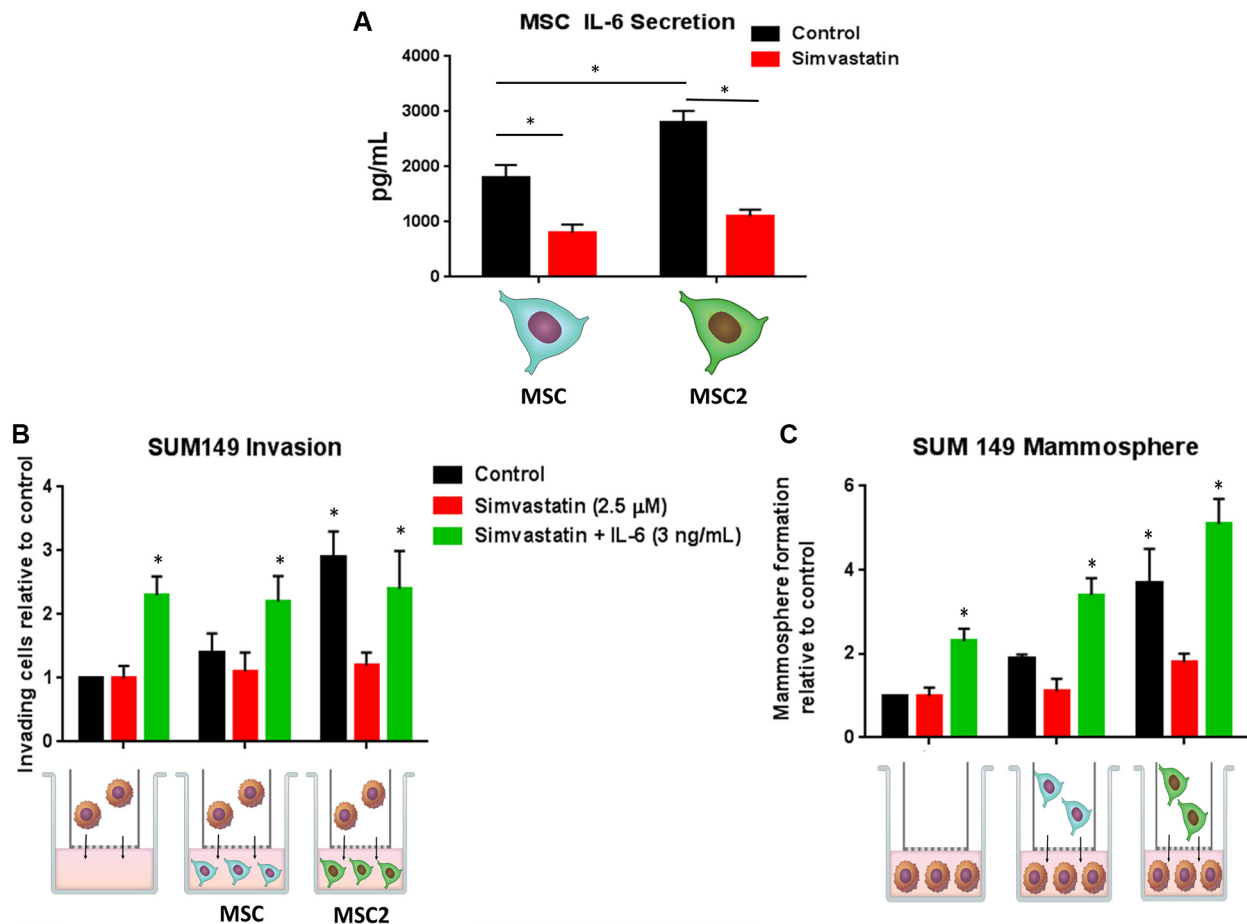 A
MSC IL-6 Secretion
Control
Simvastatin
pg/mL
4000
3000
2000
1000
0
*
*
*
MSC
MSC2
B
SUM149 Invasion
Invading cells relative to control
4
3
2
1
0
*
*
*
*
Control
Simvastatin (2.5 μM)
Simvastatin + IL-6 (3 ng/mL)
MSC
MSC2
C
SUM 149 Mammosphere
Mammosphere formation
relative to control
6
4
2
0
*
*
*
*